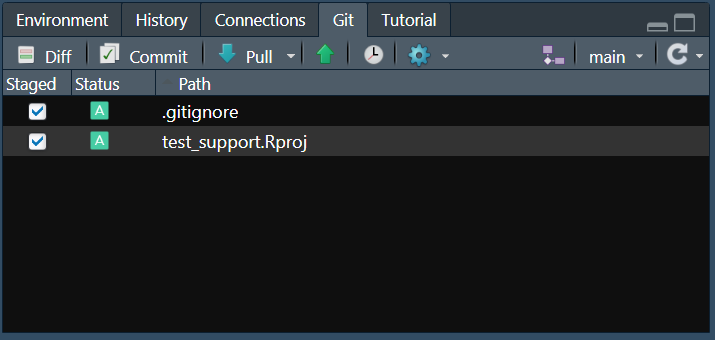 Environment History Connections Git Tutorial
Diff Commit Pull main
Staged Status Path
A .gitignore
A test_support.Rproj